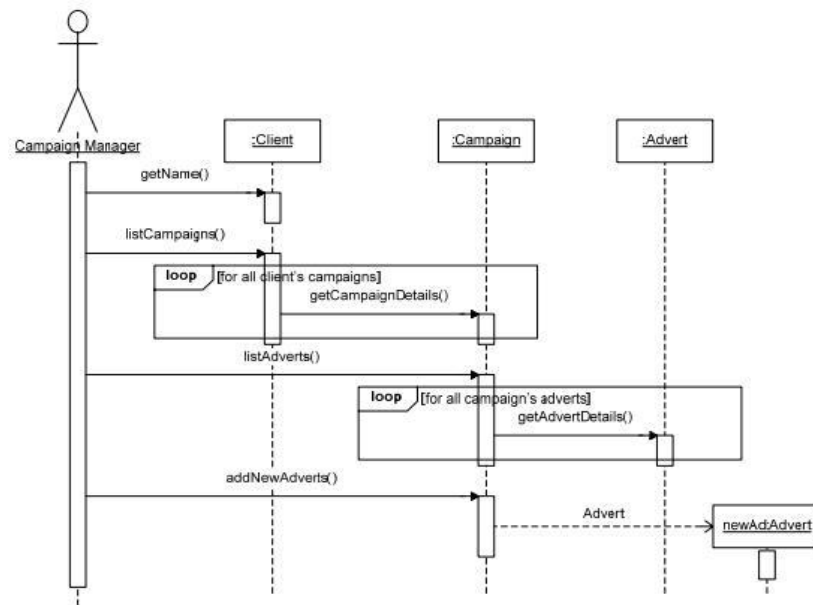 Campaign Manager
:Client
:Campaign
:Advert
getName()
listCampaigns()
loop
[for all client's campaigns]
getCampaignDetails()
listAdverts()
loop
[for all campaign's adverts]
getAdvertDetails()
addNewAdverts()
Advert
newAd:Advert